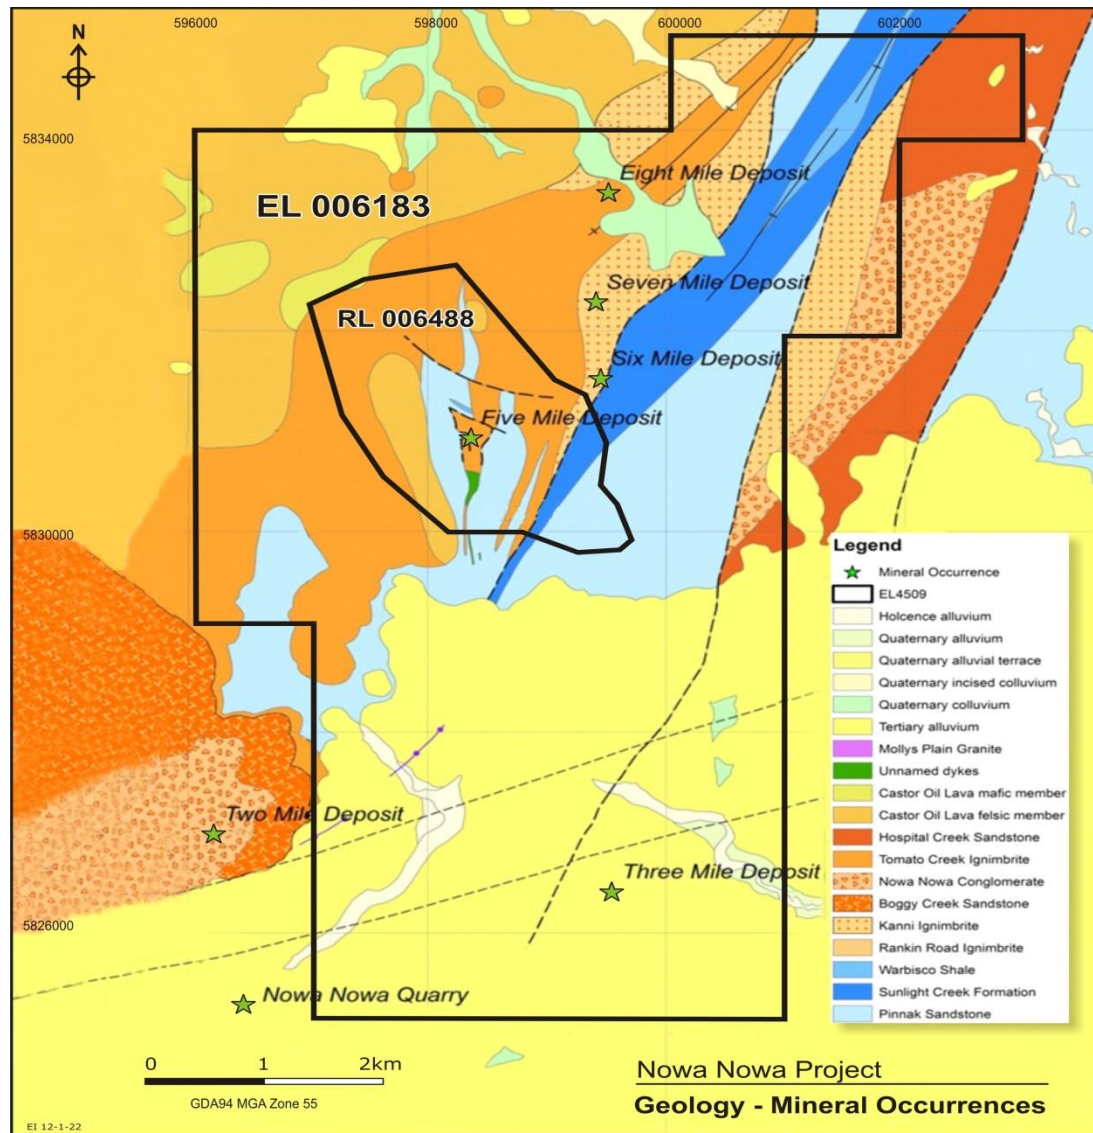 596000
598000
600000
602000
N
5834000
Eight Mile Deposit
EL 006183
Seven Mile Deposit
RL 006488
Six Mile Deposit
Five Mile Deposit
5830000
Legend
Mineral Occurrence
EL4509
Holcence alluvium
Quaternary alluvium
Quaternary alluvial terrace
Quaternary incised colluvium
Quaternary colluvium
Tertiary alluvium
Mollys Plain Granite
Unnamed dykes
Castor Oil Lava mafic member
Castor Oil Lava felsic member
Hospital Creek Sandstone
Tomato Creek Ignimbrite
Nowa Nowa Conglomerate
Boggy Creek Sandstone
Kanni Ignimbrite
Rankin Road Ignimbrite
Warbisco Shale
Sunlight Creek Formation
Pinnak Sandstone
Two Mile Deposit
Three Mile Deposit
5826000
Nowa Nowa Quarry
0 1 2km
GDA94 MGA Zone 55
Nowa Nowa Project
Geology - Mineral Occurrences
EI 12-1-22